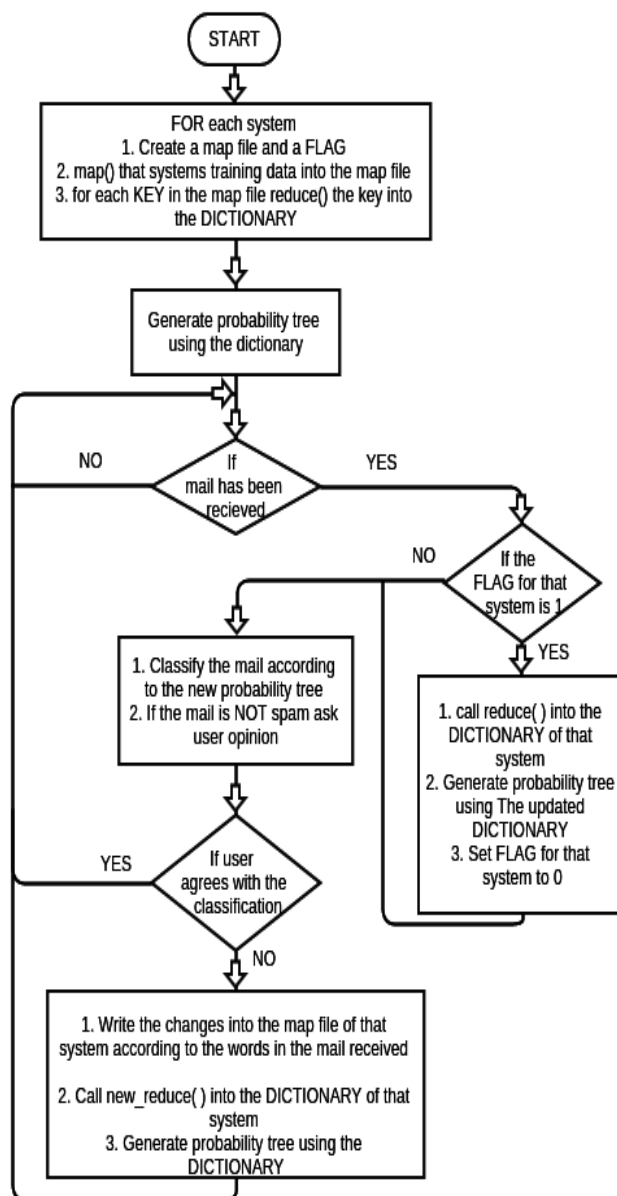 START
FOR each system
1. Create a map file and a FLAG
2. map() that systems training data into the map file
3. for each KEY in the map file reduce() the key into
the DICTIONARY
Generate probability tree
using the dictionary
NO
If
mail has been
recieved
YES
NO
If the
FLAG for that
system is 1
YES
1. Classify the mail according
to the new probability tree
2. If the mail is NOT spam ask
user opinion
1. call reduce( ) into the
DICTIONARY of that
system
2. Generate probability tree
using The updated
DICTIONARY
3. Set FLAG for that
system to 0
YES
If user
agrees with the
classification
NO
1. Write the changes into the map file of that
system according to the words in the mail received
2. Call new_reduce( ) into the DICTIONARY of that
system
3. Generate probability tree using the
DICTIONARY